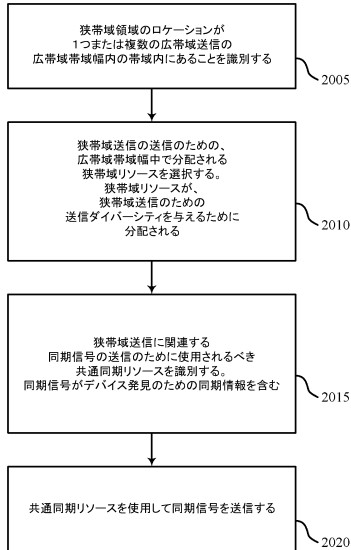 狭帯域領域のロケーションが
1つまたは複数の広帯域送信の
広帯域帯域幅内の帯域内にあることを識別する
2005
狭帯域送信の送信のための、
広帯域帯域幅中で分配される
狭帯域リソースを選択する。
狭帯域リソースが、
狭帯域送信のための
送信ダイバーシティを与えるために
分配される
2010
狭帯域送信に関連する
同期信号の送信のために使用されるべき
共通同期リソースを識別する。
同期信号がデバイス発見のための同期情報を含む
2015
共通同期リソースを使用して同期信号を送信する
2020